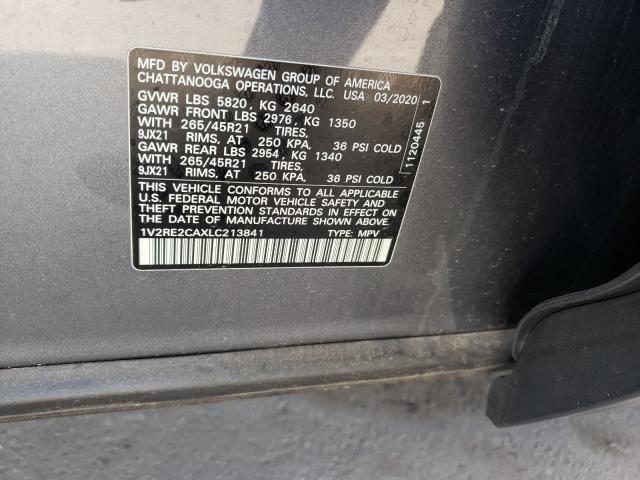 MFD BY VOLKSWAGEN GROUP OF AMERICA
CHATTANOOGA OPERATIONS, LLC. USA 03/2020
GVWR LBS 5820, KG 2640
GAWR FRONT LBS 2976, KG 1350
WITH 265/45R21 TIRES,
9JX21 RIMS, AT 250 KPA, 36 PSI COLD
GAWR REAR LBS 2954, KG 1340
WITH 265/45R21 TIRES,
9JX21 RIMS, AT 250 KPA, 36 PSI COLD
THIS VEHICLE CONFORMS TO ALL APPLICABLE
U.S. FEDERAL MOTOR VEHICLE SAFETY AND
THEFT PREVENTION STANDARDS IN EFFECT ON
THE DATE OF MANUFACTURE SHOWN ABOVE.
1V2RE2CAXLC213841 TYPE: MPV
1120445 1